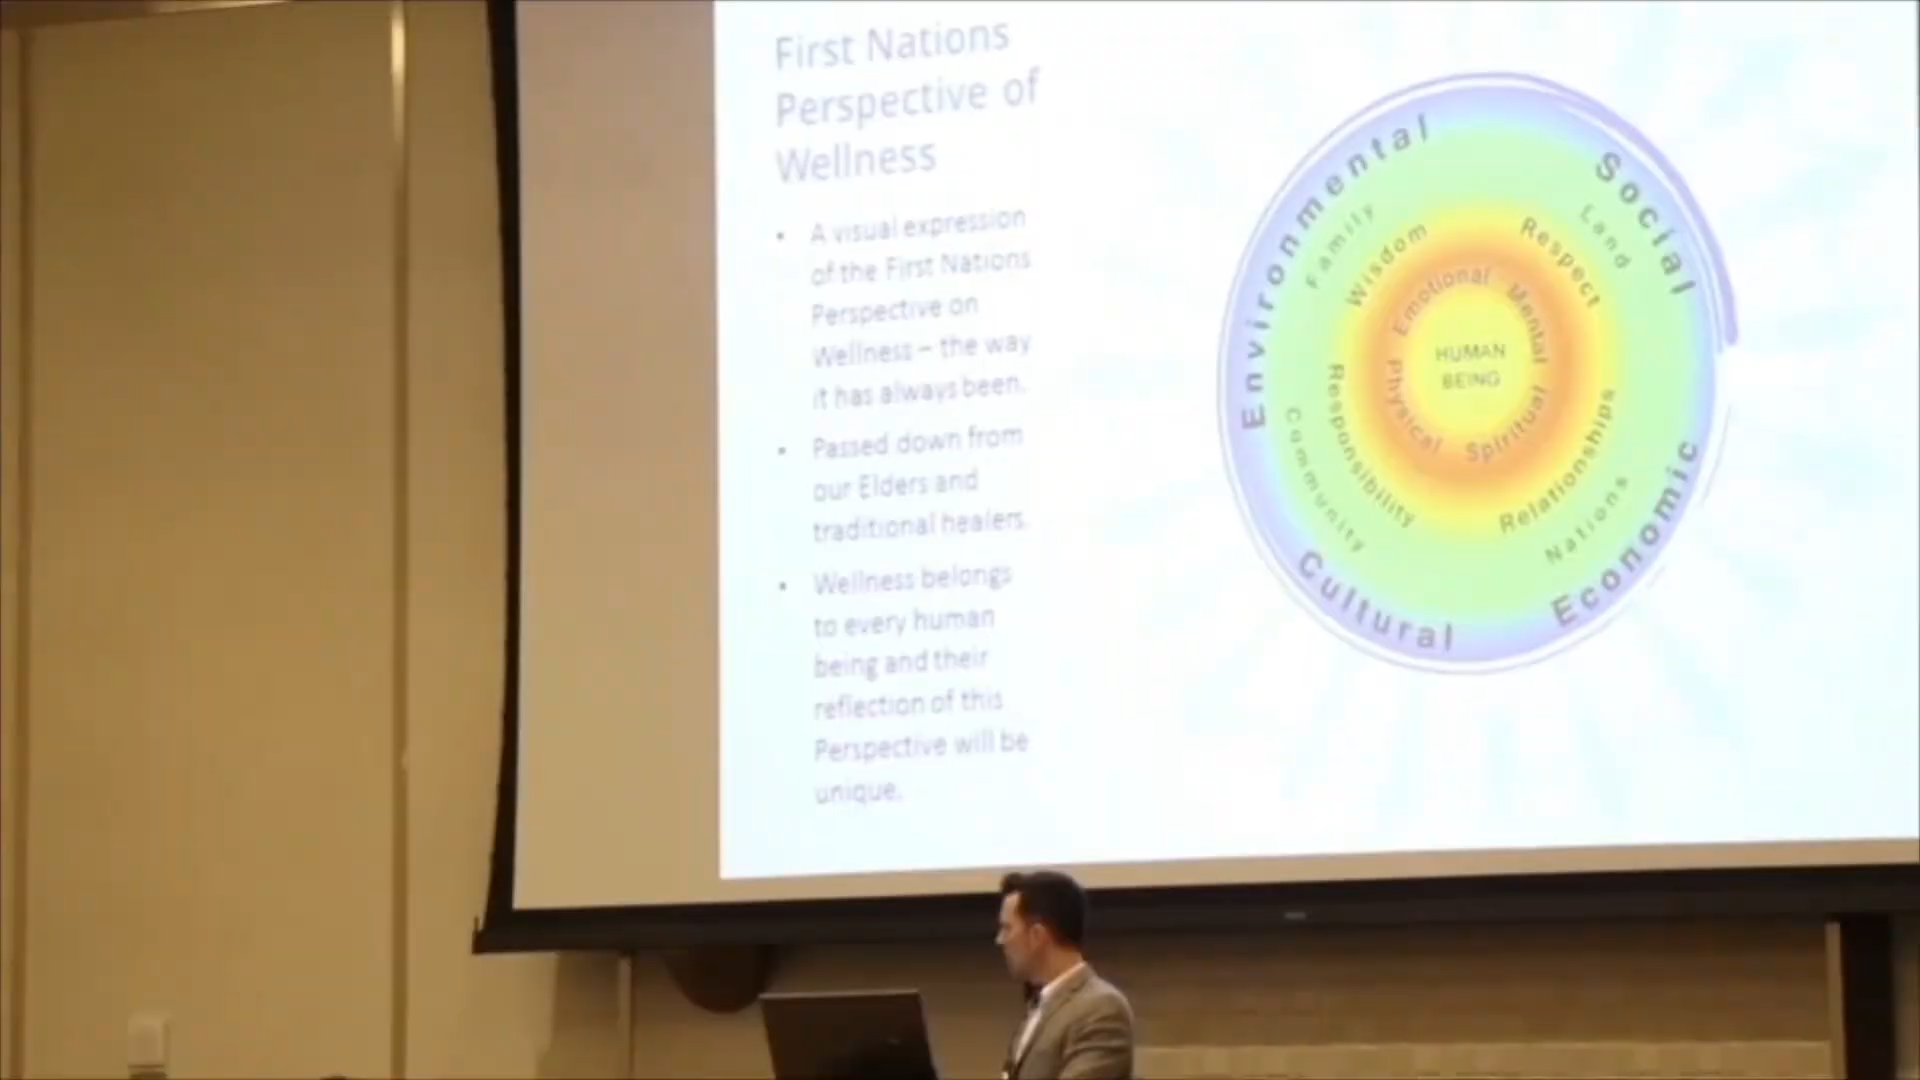 First Nations
Perspective of
Wellness
• A visual expression
of the First Nations
Perspective on
Wellness – the way
it has always been.
• Passed down from
our Elders and
traditional healers.
• Wellness belongs
to every human
being and their
reflection of this
Perspective will be
unique.
Environmental
Social
Economic
Cultural
Family
Land
Nations
Community
Wisdom
Respect
Relationships
Responsibility
Emotional
Mental
Spiritual
Physical
HUMAN
BEING